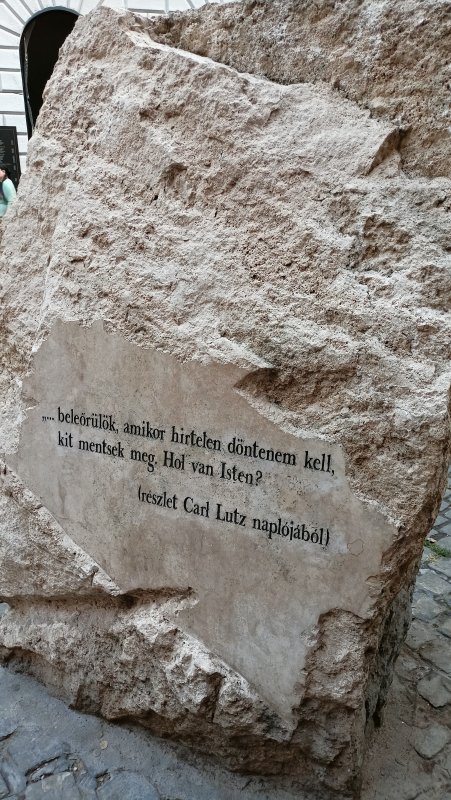 „... beleőrülök, amikor hirtelen döntenem kell,
kit mentsek meg. Hol van Isten?
(részlet Carl Lutz naplójából)